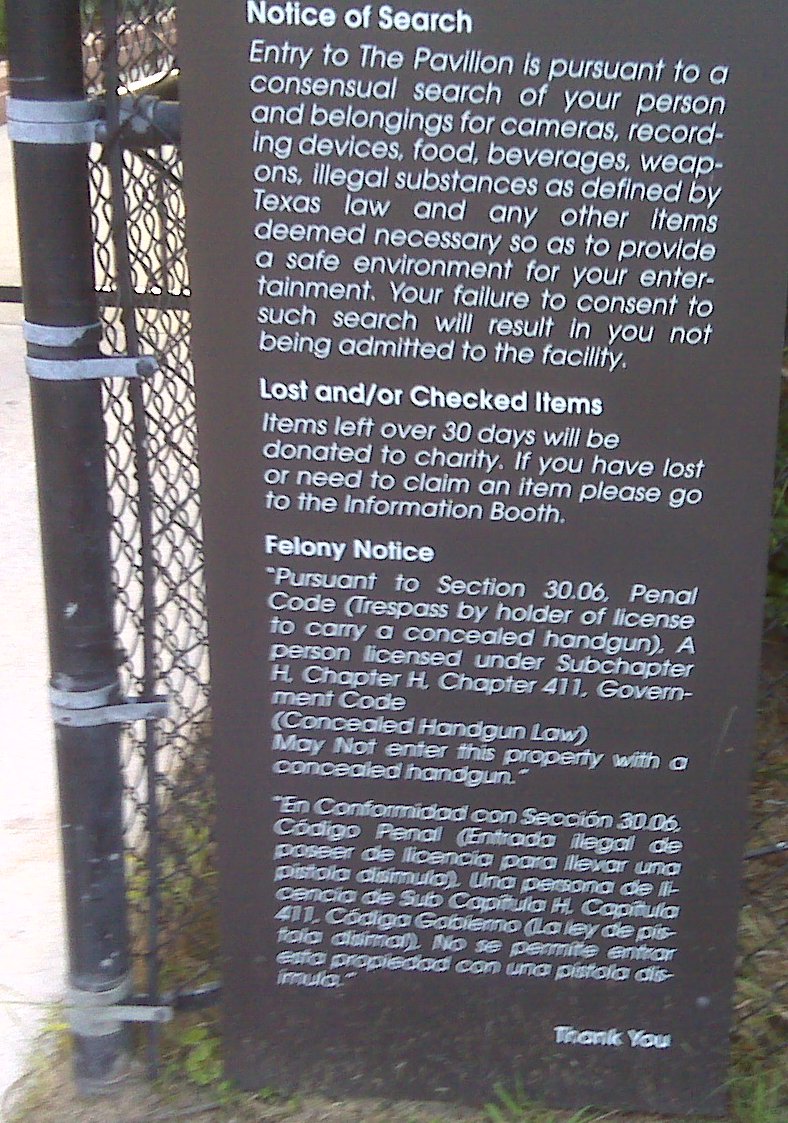 Notice of Search
Entry to The Pavilion is pursuant to a
consensual search of your person
and belongings for cameras, record-
ing devices, food, beverages, weap-
ons, illegal substances as defined by
Texas law and any other items
deemed necessary so as to provide
a safe environment for your enter-
tainment. Your failure to consent to
such search will result in you not
being admitted to the facility.
Lost and/or Checked Items
Items left over 30 days will be
donated to charity. If you have lost
or need to claim an item please go
to the Information Booth.
Felony Notice
"Pursuant to Section 30.06, Penal
Code (Trespass by holder of license
to carry a concealed handgun), A
person licensed under Subchapter
H, Chapter H, Chapter 411, Govern-
ment Code
(Concealed Handgun Law)
May Not enter this property with a
concealed handgun."
"En Conformidad con Sección 30.06,
Código Penal (Entrada ilegal de
poseer de licencia para llevar una
pistola disimula). Una persona de li-
cencia de Sub Capítula H, Capítula
411, Código Gobierno (La ley de pis-
tola disimal), No se permite entrar
esta propiedad con una pistola dis-
imula."
Thank You